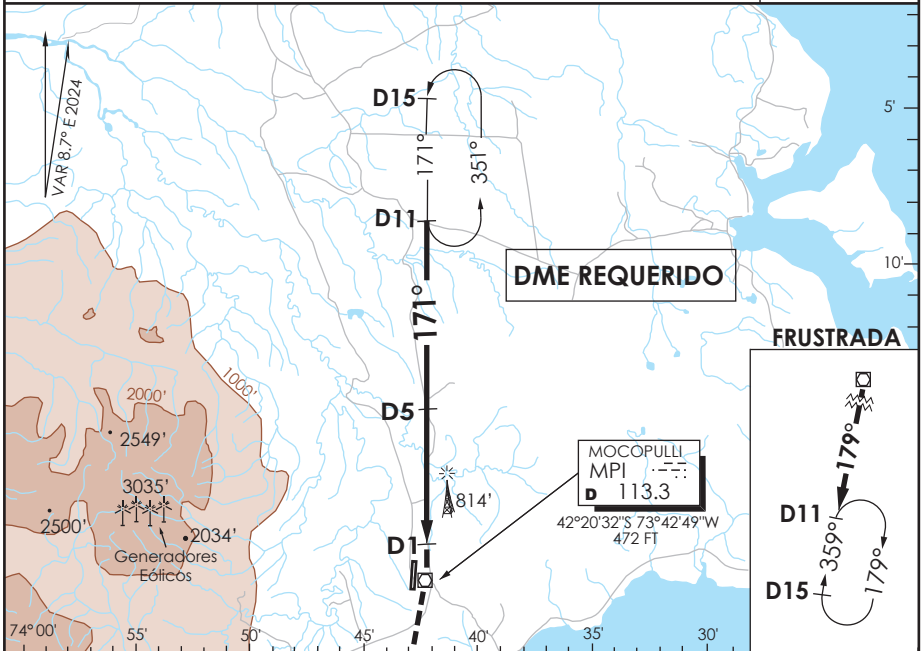 VAR 8.7° E 2024
D15
171°
351°
5'
D11
10'
DME REQUERIDO
171°
FRUSTRADA
1000'
2000'
D5
2549'
179°
MOCOPULLI
MPI
D 113.3
3035'
814'
42°20'32"S 73°42'49"W
472 FT
2500'
2034'
D11
359°
179°
Generadores
Eólicos
D1
D15
74° 00'
55'
50'
45'
40'
35'
30'